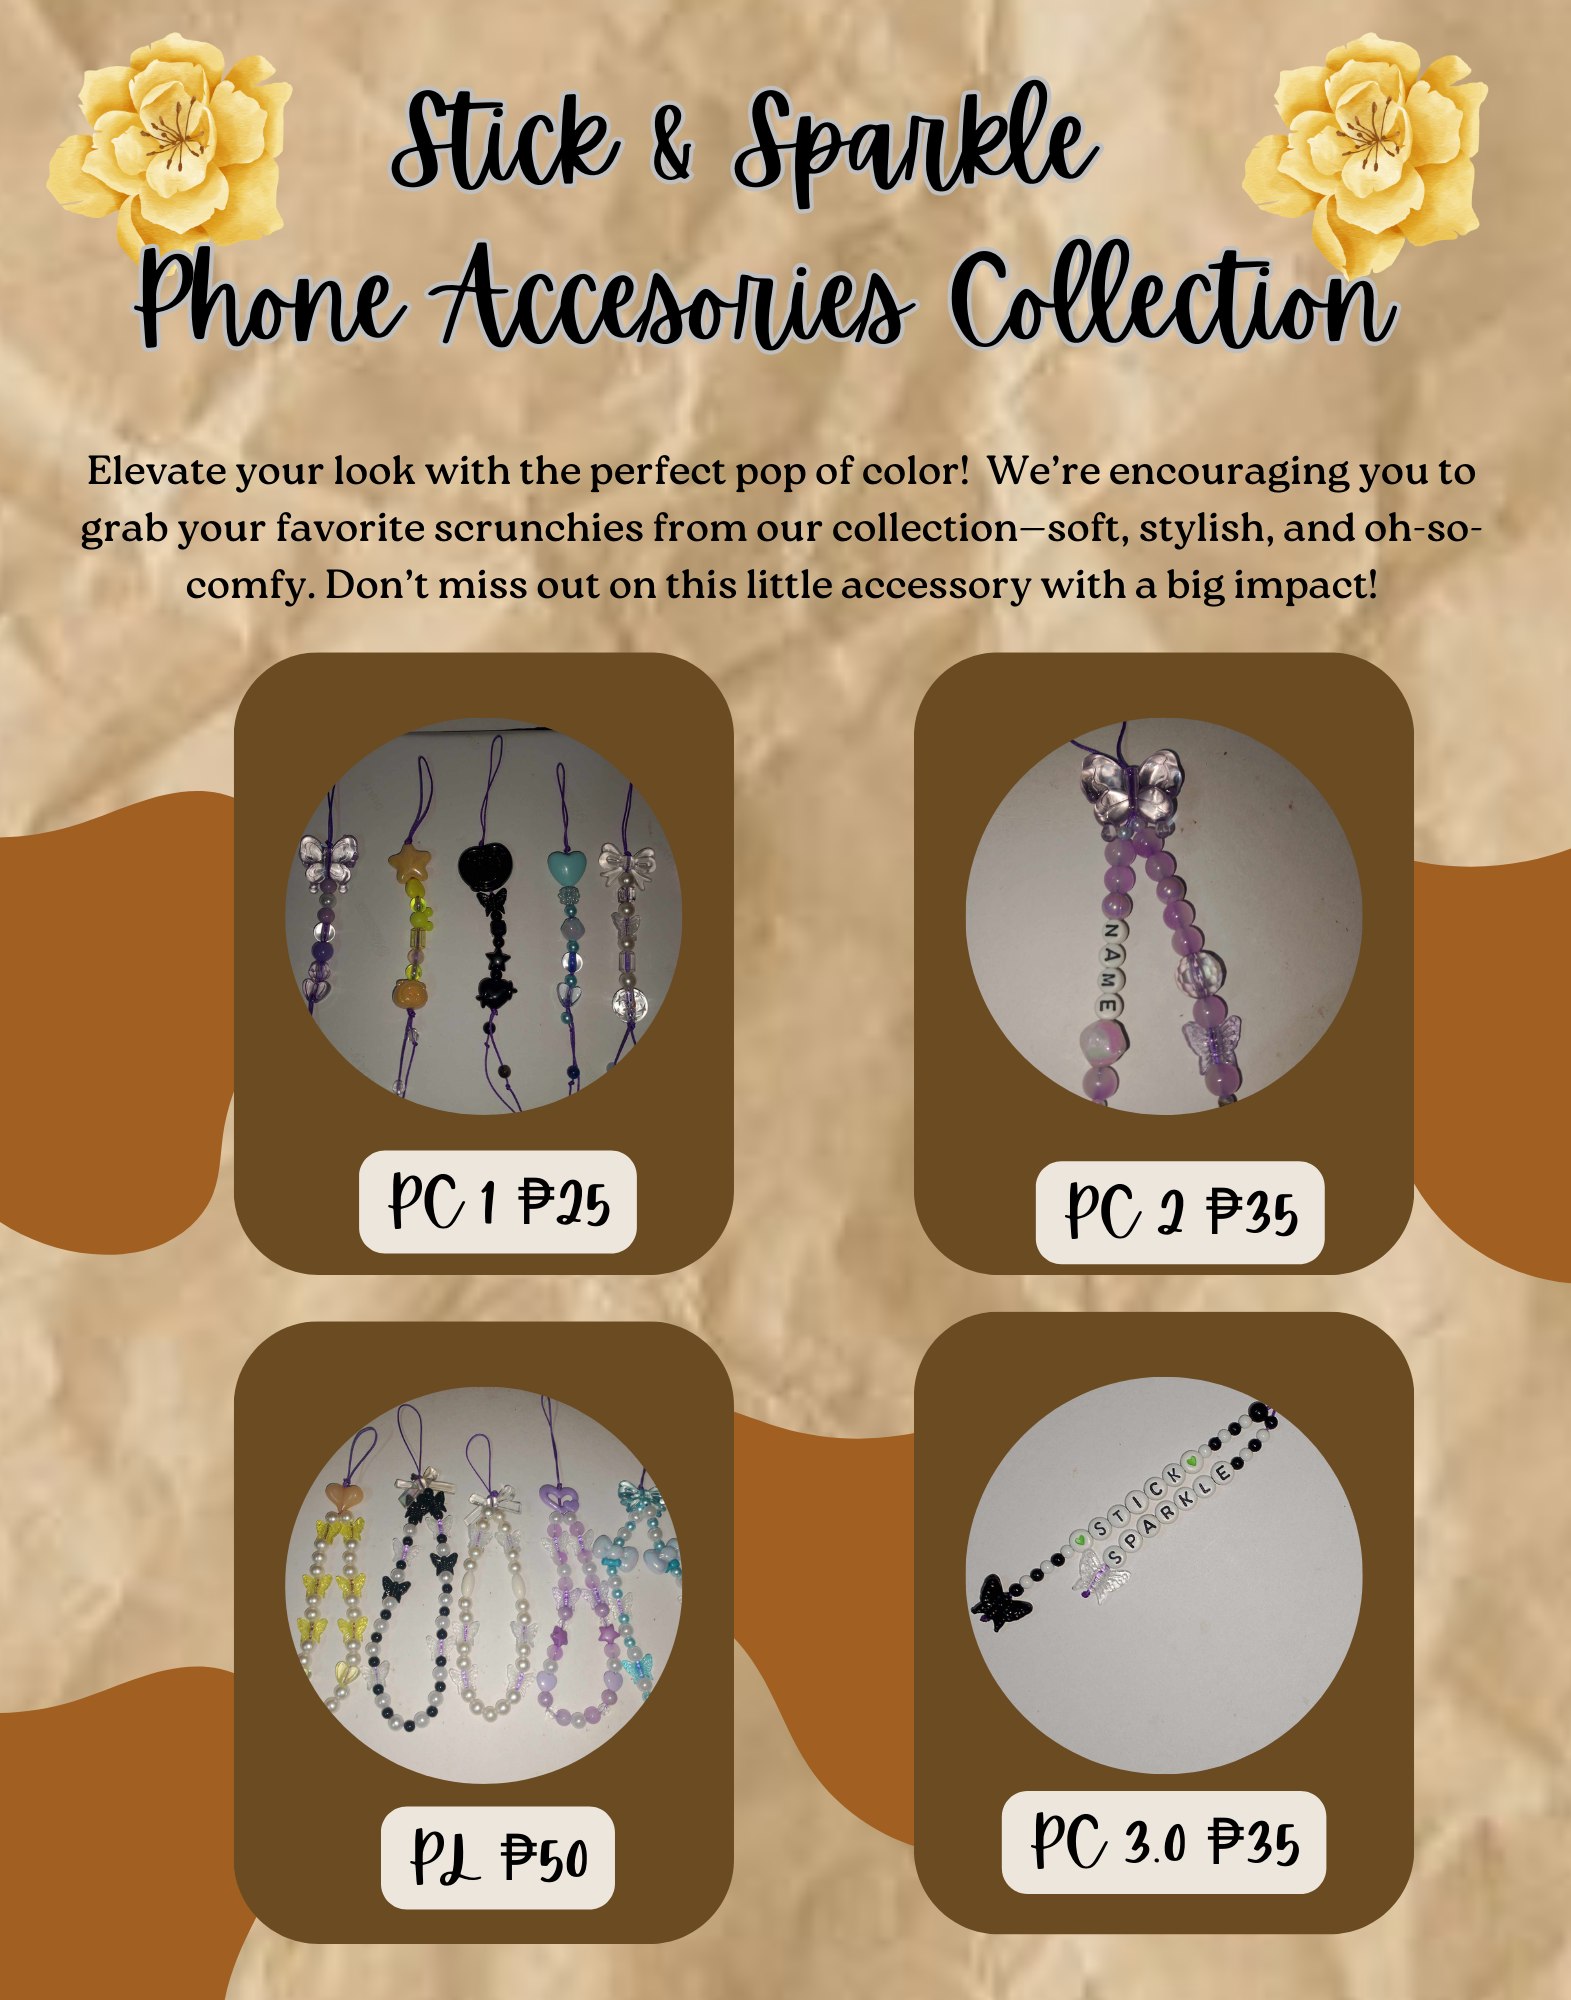 Stick & Sparkle
Phone Accesories Collection
Elevate your look with the perfect pop of color! We’re encouraging you to
grab your favorite scrunchies from our collection—soft, stylish, and oh-so-
comfy. Don’t miss out on this little accessory with a big impact!
NAME
PC 1 ₱25
PC 2 ₱35
STICK
SPARKLE
PL ₱50
PC 3.0 ₱35